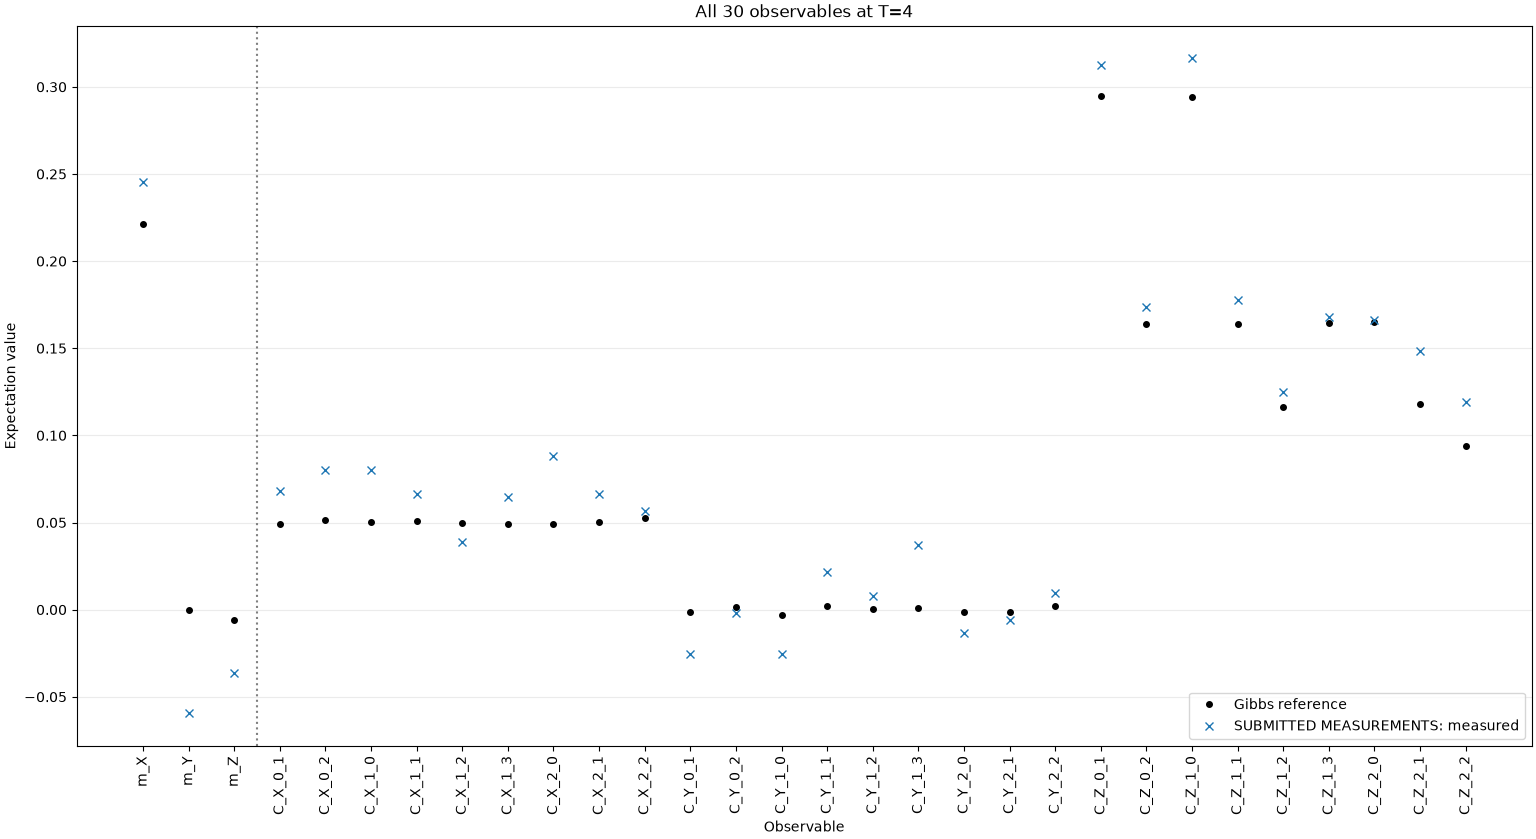 All 30 observables at T=4
Expectation value
0.30
0.25
0.20
0.15
0.10
0.05
0.00
−0.05
Gibbs reference
SUBMITTED MEASUREMENTS: measured
m_X
m_Y
m_Z
C_X_0_1
C_X_0_2
C_X_1_0
C_X_1_1
C_X_1_2
C_X_1_3
C_X_2_0
C_X_2_1
C_X_2_2
C_Y_0_1
C_Y_0_2
C_Y_1_0
C_Y_1_1
C_Y_1_2
C_Y_1_3
C_Y_2_0
C_Y_2_1
C_Y_2_2
C_Z_0_1
C_Z_0_2
C_Z_1_0
C_Z_1_1
C_Z_1_2
C_Z_1_3
C_Z_2_0
C_Z_2_1
C_Z_2_2
Observable